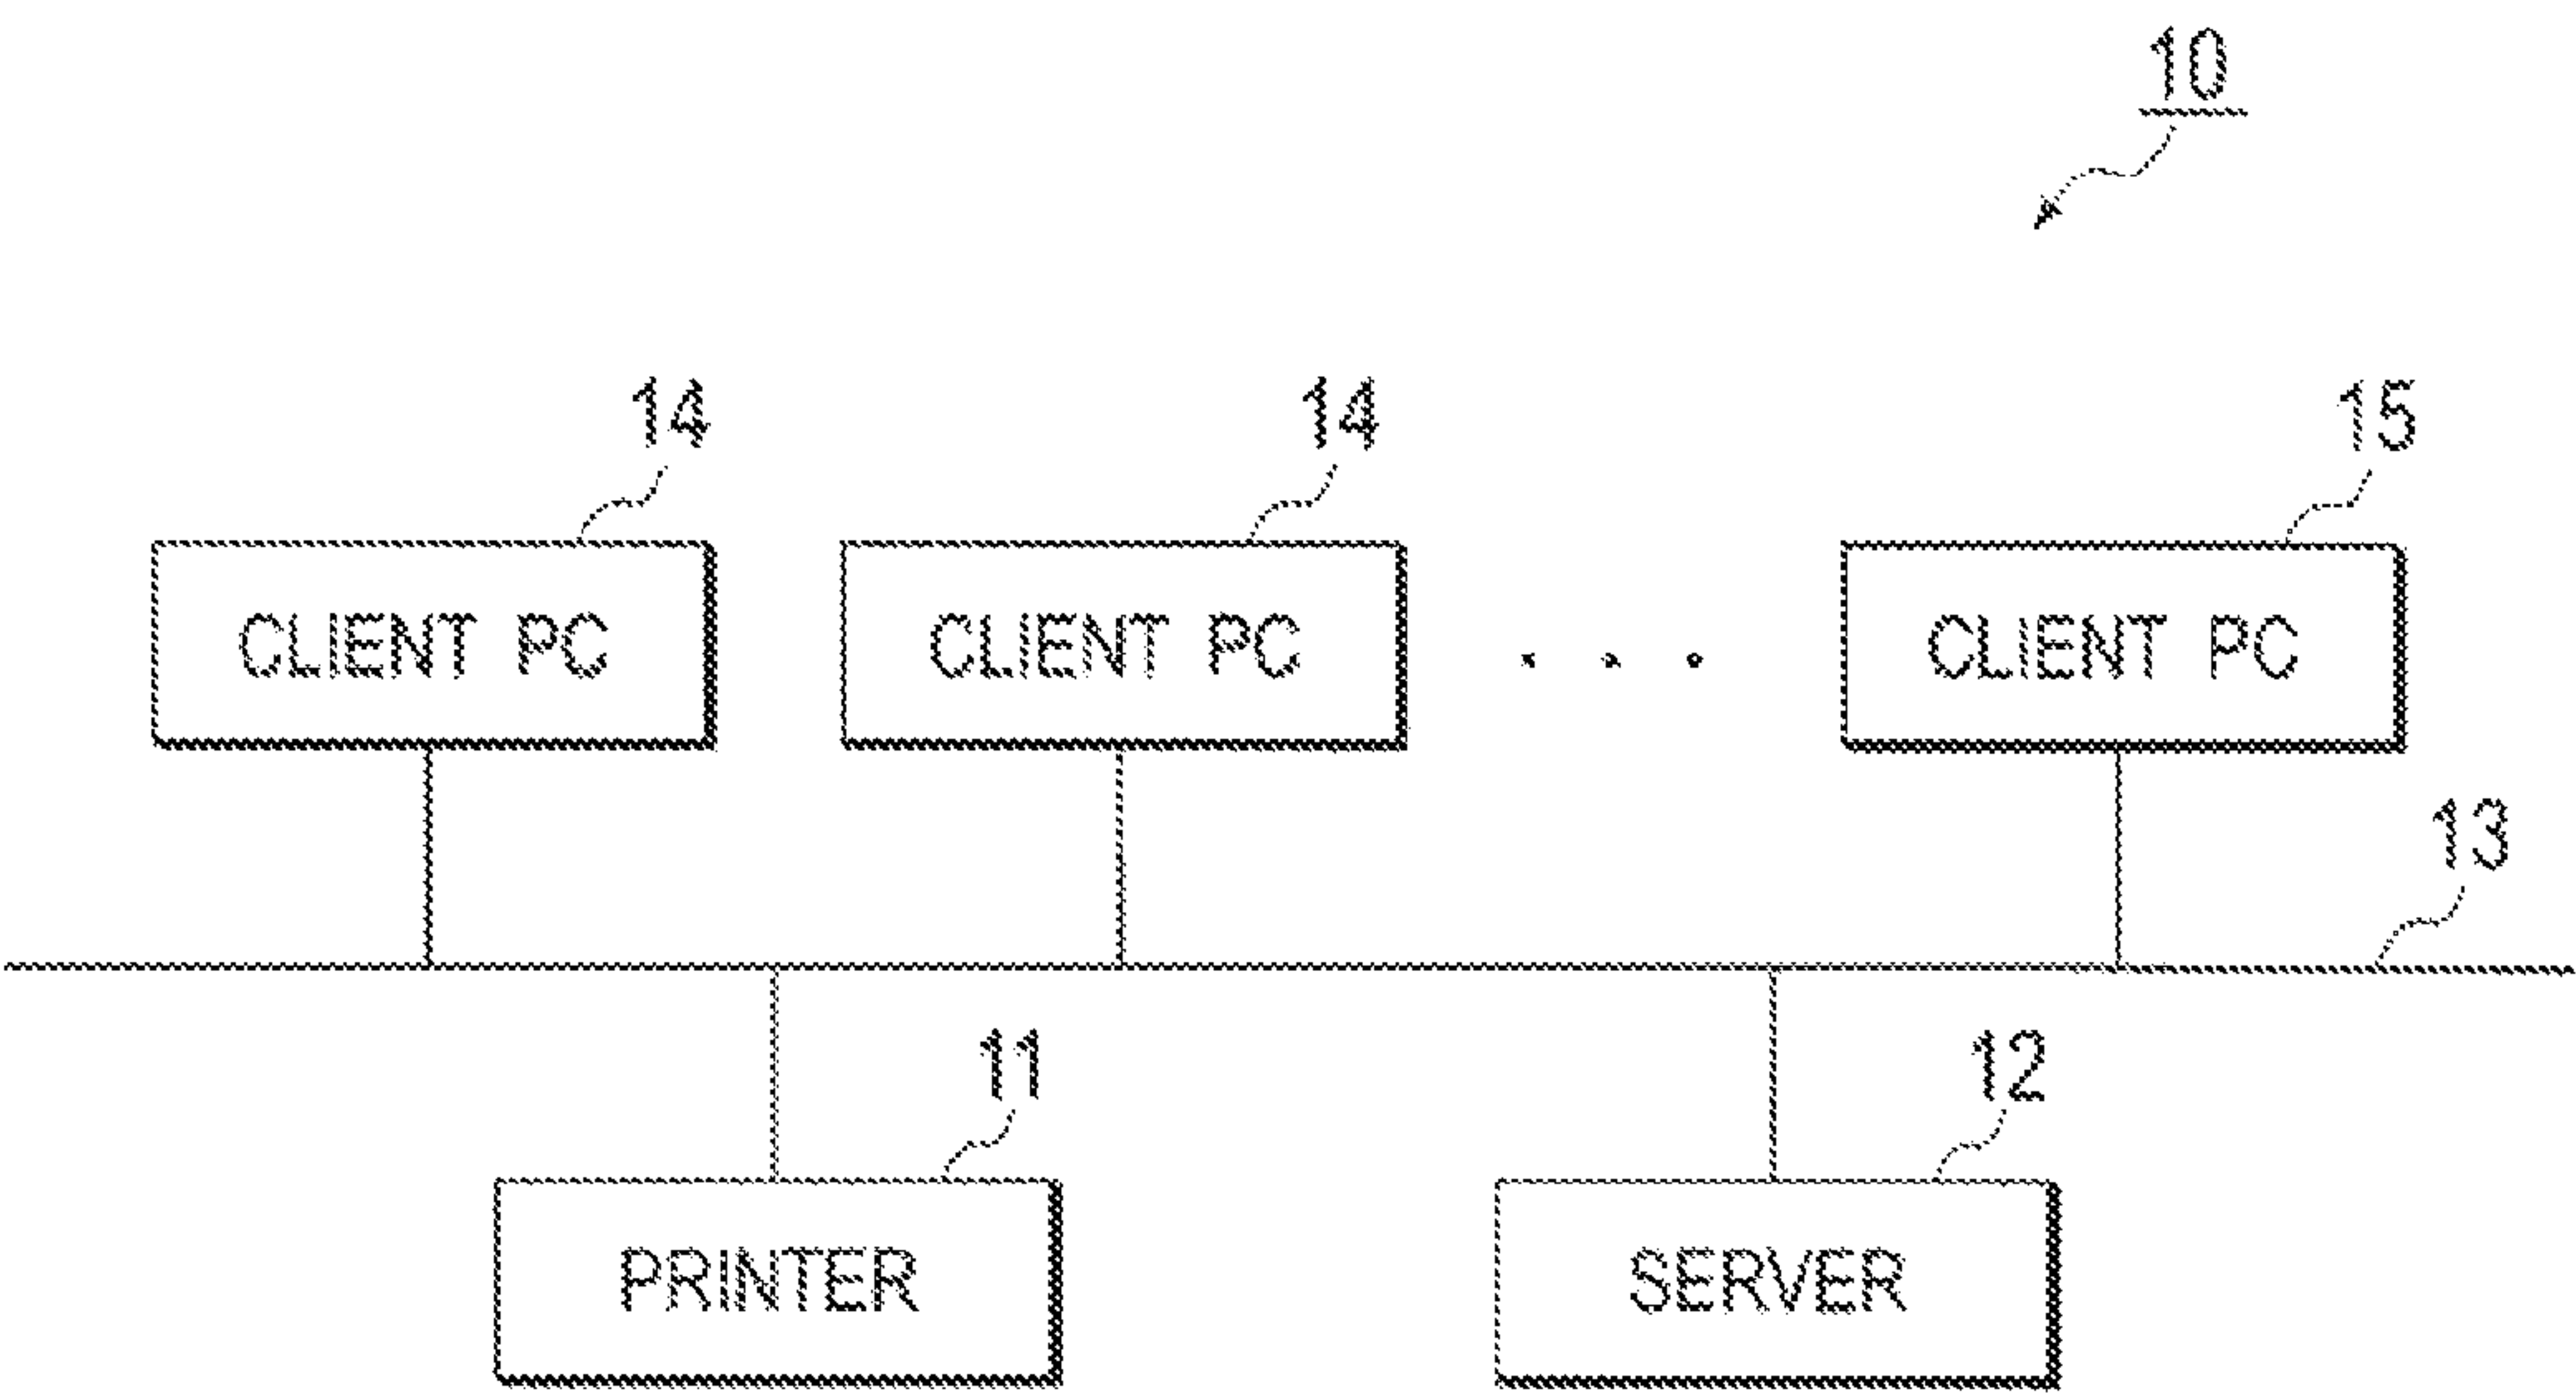 10
14 14 15
CLIENT PC CLIENT PC . . . CLIENT PC
13
11 12
PRINTER SERVER